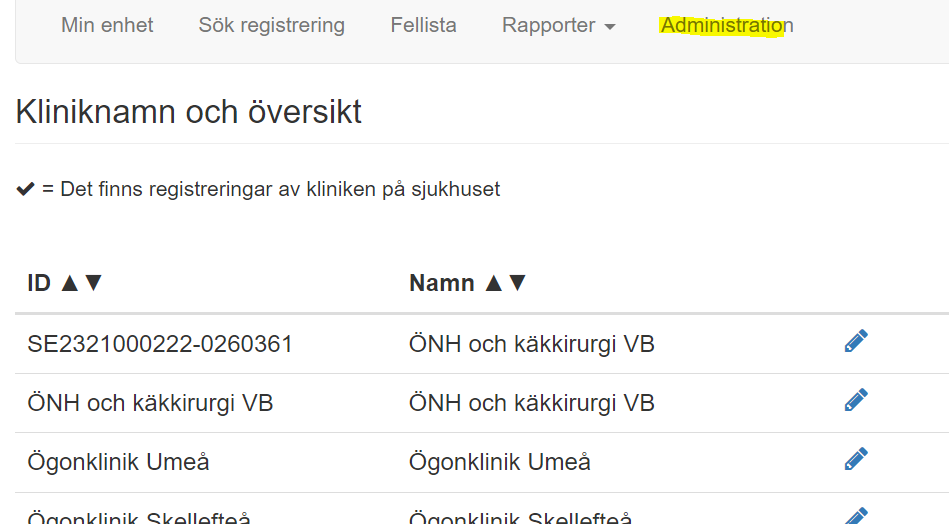 Min enhet Sök registrering Fellista Rapporter Administration
Kliniknamn och översikt
✔ = Det finns registreringar av kliniken på sjukhuset
ID ▲▼ Namn ▲▼
SE2321000222-0260361 ÖNH och käkkirurgi VB
ÖNH och käkkirurgi VB ÖNH och käkkirurgi VB
Ögonklinik Umeå Ögonklinik Umeå
Ögonklinik Skellefteå Ögonklinik Skellefteå